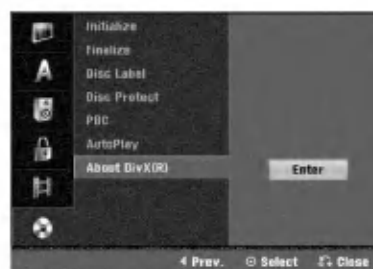 Initialize
Finalize
Disc Label
Disc Protect
PBC
AutoPlay
About DivX(R)
Enter
A
Prev.
Select
Close